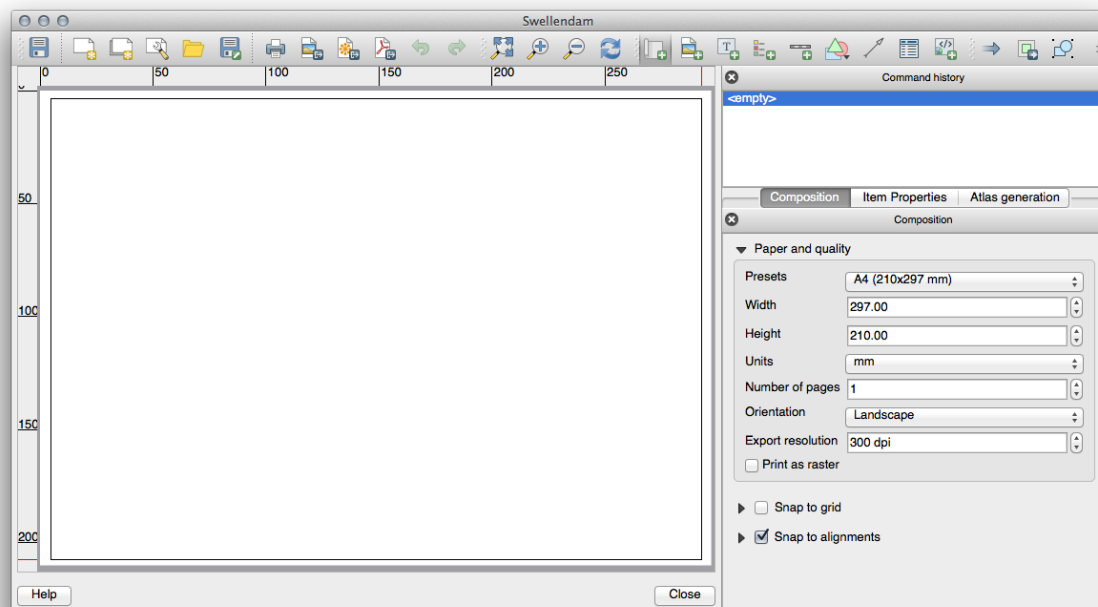 Swellendam
0 50 100 150 200 250
Command history
<empty>
50
100
150
200
Composition Item Properties Atlas generation
Composition
Paper and quality
Presets A4 (210x297 mm)
Width 297.00
Height 210.00
Units mm
Number of pages 1
Orientation Landscape
Export resolution 300 dpi
Print as raster
Snap to grid
Snap to alignments
Help Close